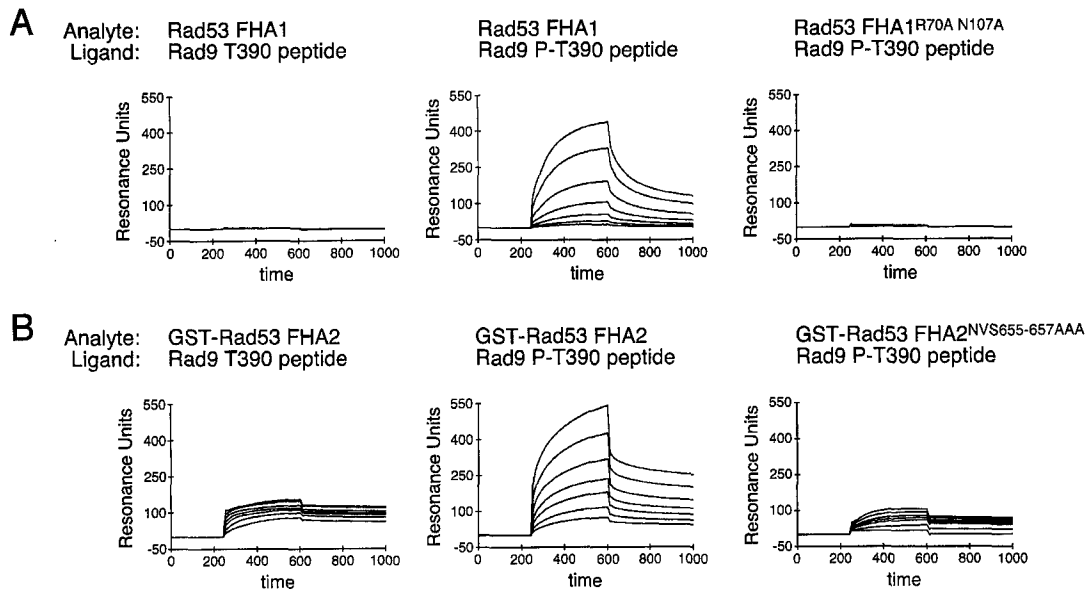 A
Analyte: Rad53 FHA1
Ligand: Rad9 T390 peptide
Rad53 FHA1
Rad9 P-T390 peptide
Rad53 FHA1R70A N107A
Rad9 P-T390 peptide
Resonance Units
550
400
250
100
-50
0 200 400 600 800 1000
time
Resonance Units
550
400
250
100
-50
0 200 400 600 800 1000
time
Resonance Units
550
400
250
100
-50
0 200 400 600 800 1000
time
B
Analyte: GST-Rad53 FHA2
Ligand: Rad9 T390 peptide
GST-Rad53 FHA2
Rad9 P-T390 peptide
GST-Rad53 FHA2NVS655-657AAA
Rad9 P-T390 peptide
Resonance Units
550
400
250
100
-50
0 200 400 600 800 1000
time
Resonance Units
550
400
250
100
-50
0 200 400 600 800 1000
time
Resonance Units
550
400
250
100
-50
0 200 400 600 800 1000
time